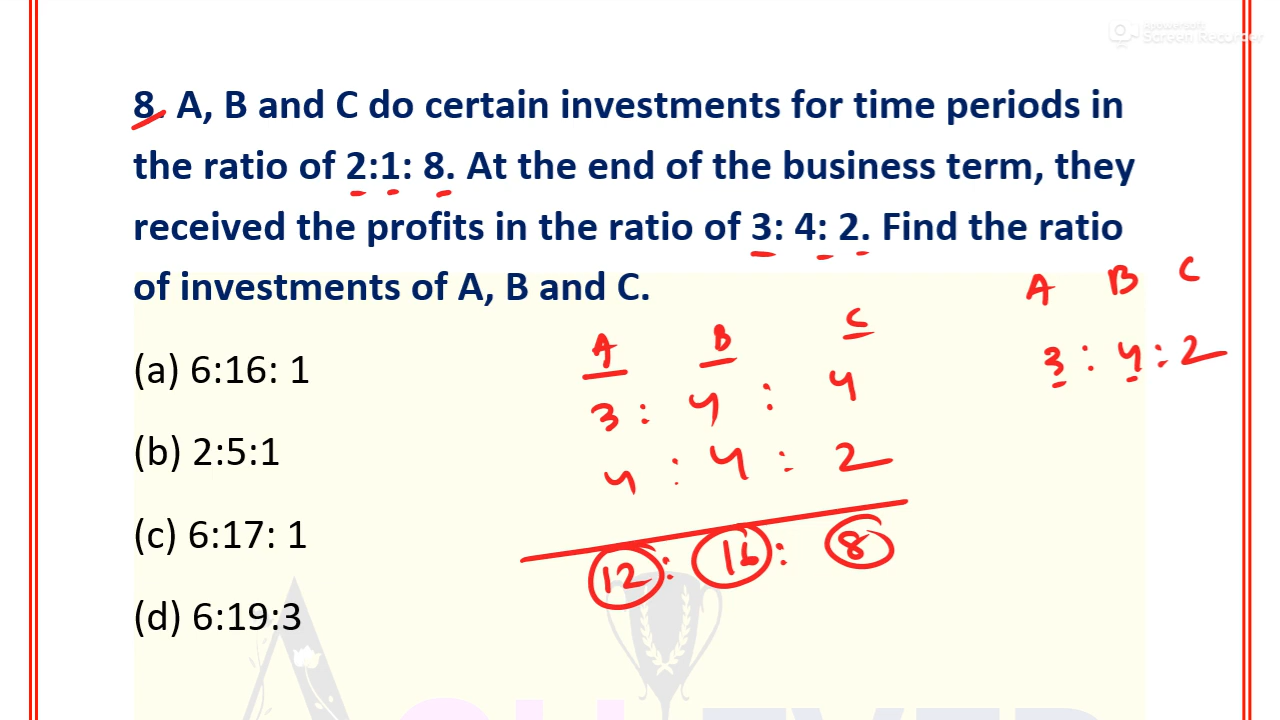 Apowersoft
Screen Recorder
8. A, B and C do certain investments for time periods in
the ratio of 2:1: 8. At the end of the business term, they
received the profits in the ratio of 3: 4: 2. Find the ratio
of investments of A, B and C.
A B C
3 : 4 : 2
(a) 6:16: 1
(b) 2:5:1
(c) 6:17: 1
(d) 6:19:3
A B C
3 : 4 : 4
4 : 4 : 2
12 : 16 : 8